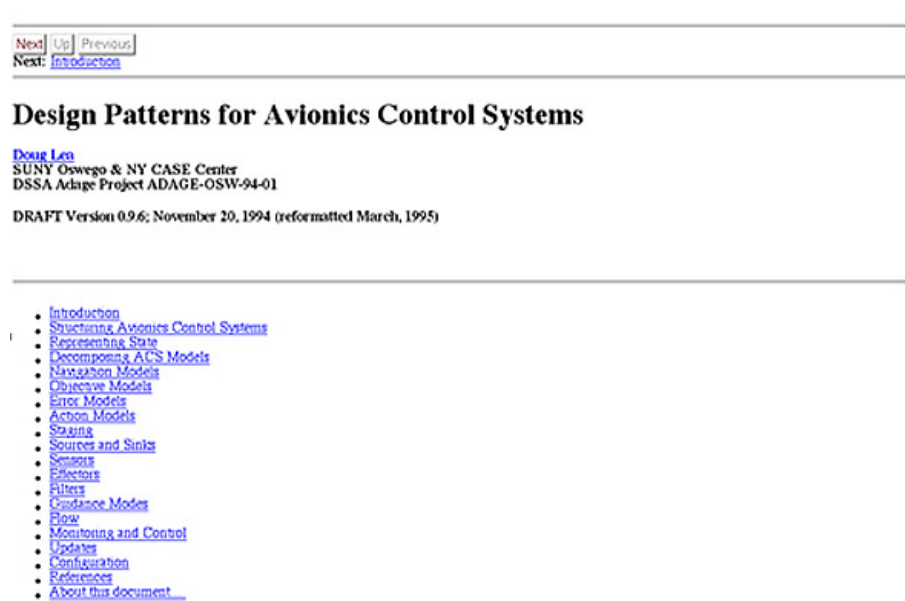 Next Up Previous
Next: Introduction
Design Patterns for Avionics Control Systems
Doug Lea
SUNY Oswego & NY CASE Center
DSSA Adage Project ADAGE-OSW-94-01
DRAFT Version 0.9.6; November 20, 1994 (reformatted March, 1995)
Introduction
Structuring Avionics Control Systems
Representing State
Decomposing ACS Models
Navigation Models
Objective Models
Error Models
Action Models
Staging
Sources and Sinks
Sensors
Effectors
Filters
Guidance Modes
Flow
Monitoring and Control
Updates
Configuration
References
About this document ...